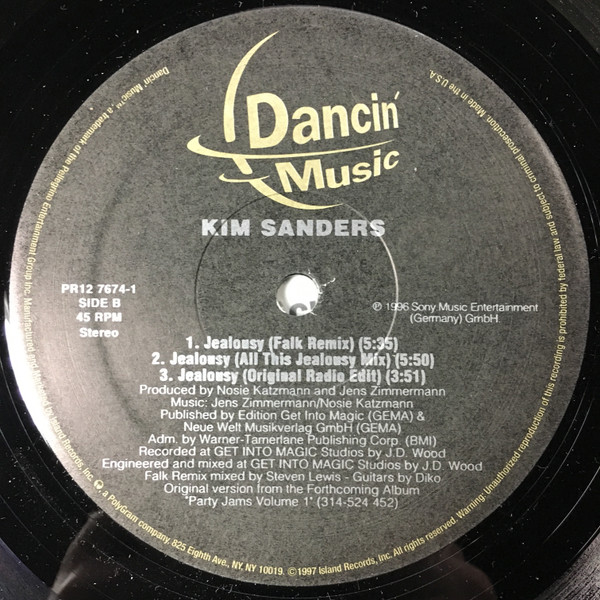 Dancin'
Music
KIM SANDERS
PR12 7674-1
SIDE B
45 RPM
Stereo
℗ 1996 Sony Music Entertainment
(Germany) GmbH
1. Jealousy (Falk Remix) (5:35)
2. Jealousy (All This Jealousy Mix) (5:50)
3. Jealousy (Original Radio Edit) (3:51)
Produced by Nosie Katzmann and Jens Zimmermann
Music: Jens Zimmermann/Nosie Katzmann
Published by Edition Get Into Magic (GEMA) &
Neue Welt Musikverlag GmbH (GEMA)
Adm. by Warner-Tamerlane Publishing Corp. (BMI)
Recorded at GET INTO MAGIC Studios by J.D. Wood
Engineered and mixed at GET INTO MAGIC Studios by J.D. Wood
Falk Remix mixed by Steven Lewis - Guitars by Diko
Original version from the Forthcoming Album
"Party Jams Volume 1" (314-524 452)
Dancin Music™ a trademark of the Pellegrino Entertainment Group Inc. Manufactured and Island Records, Inc. a PolyGram company. 825 Eighth Ave., NY, NY 10019. ©1997 Island Records, Inc. All rights reserved. Warning: Unauthorized reproduction of this recording is prohibited by federal law and subject to criminal prosecution. Made in the U.S.A.